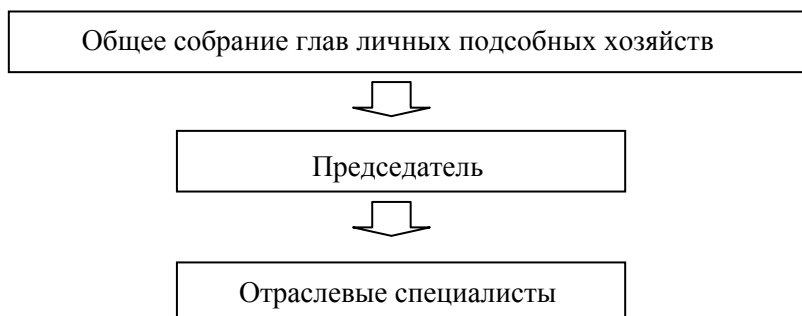 Общее собрание глав личных подсобных хозяйств
Председатель
Отраслевые специалисты